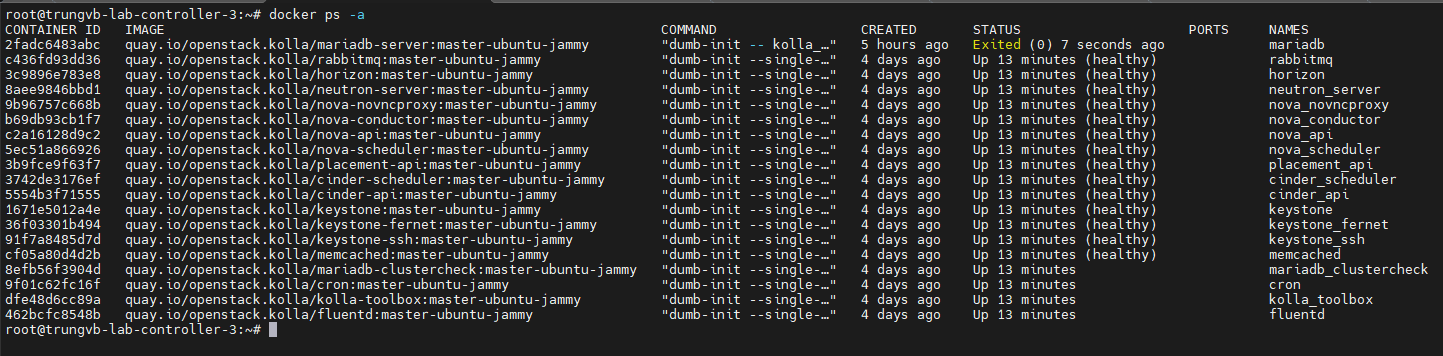 root@trungvb-lab-controller-3:~# docker ps -a
CONTAINER ID   IMAGE   COMMAND   CREATED   STATUS   PORTS   NAMES
2fadc6483abc   quay.io/openstack.kolla/mariadb-server:master-ubuntu-jammy   "dumb-init -- kolla_…"   5 hours ago   Exited (0) 7 seconds ago   mariadb
c436fd93dd36   quay.io/openstack.kolla/rabbitmq:master-ubuntu-jammy   "dumb-init --single-…"   4 days ago   Up 13 minutes (healthy)   rabbitmq
3c9896e783e8   quay.io/openstack.kolla/horizon:master-ubuntu-jammy   "dumb-init --single-…"   4 days ago   Up 13 minutes (healthy)   horizon
8aee9846bbd1   quay.io/openstack.kolla/neutron-server:master-ubuntu-jammy   "dumb-init --single-…"   4 days ago   Up 13 minutes (healthy)   neutron_server
9b96757c668b   quay.io/openstack.kolla/nova-novncproxy:master-ubuntu-jammy   "dumb-init --single-…"   4 days ago   Up 13 minutes (healthy)   nova_novncproxy
b69db93cb1f7   quay.io/openstack.kolla/nova-conductor:master-ubuntu-jammy   "dumb-init --single-…"   4 days ago   Up 13 minutes (healthy)   nova_conductor
c2a16128d9c2   quay.io/openstack.kolla/nova-api:master-ubuntu-jammy   "dumb-init --single-…"   4 days ago   Up 13 minutes (healthy)   nova_api
5ec51a866926   quay.io/openstack.kolla/nova-scheduler:master-ubuntu-jammy   "dumb-init --single-…"   4 days ago   Up 13 minutes (healthy)   nova_scheduler
3b9fce9f63f7   quay.io/openstack.kolla/placement-api:master-ubuntu-jammy   "dumb-init --single-…"   4 days ago   Up 13 minutes (healthy)   placement_api
3742de3176ef   quay.io/openstack.kolla/cinder-scheduler:master-ubuntu-jammy   "dumb-init --single-…"   4 days ago   Up 13 minutes (healthy)   cinder_scheduler
5554b3f71555   quay.io/openstack.kolla/cinder-api:master-ubuntu-jammy   "dumb-init --single-…"   4 days ago   Up 13 minutes (healthy)   cinder_api
1671e5012a4e   quay.io/openstack.kolla/keystone:master-ubuntu-jammy   "dumb-init --single-…"   4 days ago   Up 13 minutes (healthy)   keystone
36f03301b494   quay.io/openstack.kolla/keystone-fernet:master-ubuntu-jammy   "dumb-init --single-…"   4 days ago   Up 13 minutes (healthy)   keystone_fernet
91f7a8485d7d   quay.io/openstack.kolla/keystone-ssh:master-ubuntu-jammy   "dumb-init --single-…"   4 days ago   Up 13 minutes (healthy)   keystone_ssh
cf05a80d4d2b   quay.io/openstack.kolla/memcached:master-ubuntu-jammy   "dumb-init --single-…"   4 days ago   Up 13 minutes (healthy)   memcached
8efb56f3904d   quay.io/openstack.kolla/mariadb-clustercheck:master-ubuntu-jammy   "dumb-init --single-…"   4 days ago   Up 13 minutes   mariadb_clustercheck
9f01c62fc16f   quay.io/openstack.kolla/cron:master-ubuntu-jammy   "dumb-init --single-…"   4 days ago   Up 13 minutes   cron
dfe48d6cc89a   quay.io/openstack.kolla/kolla-toolbox:master-ubuntu-jammy   "dumb-init --single-…"   4 days ago   Up 13 minutes   kolla_toolbox
462bcfc8548b   quay.io/openstack.kolla/fluentd:master-ubuntu-jammy   "dumb-init --single-…"   4 days ago   Up 13 minutes   fluentd
root@trungvb-lab-controller-3:~#